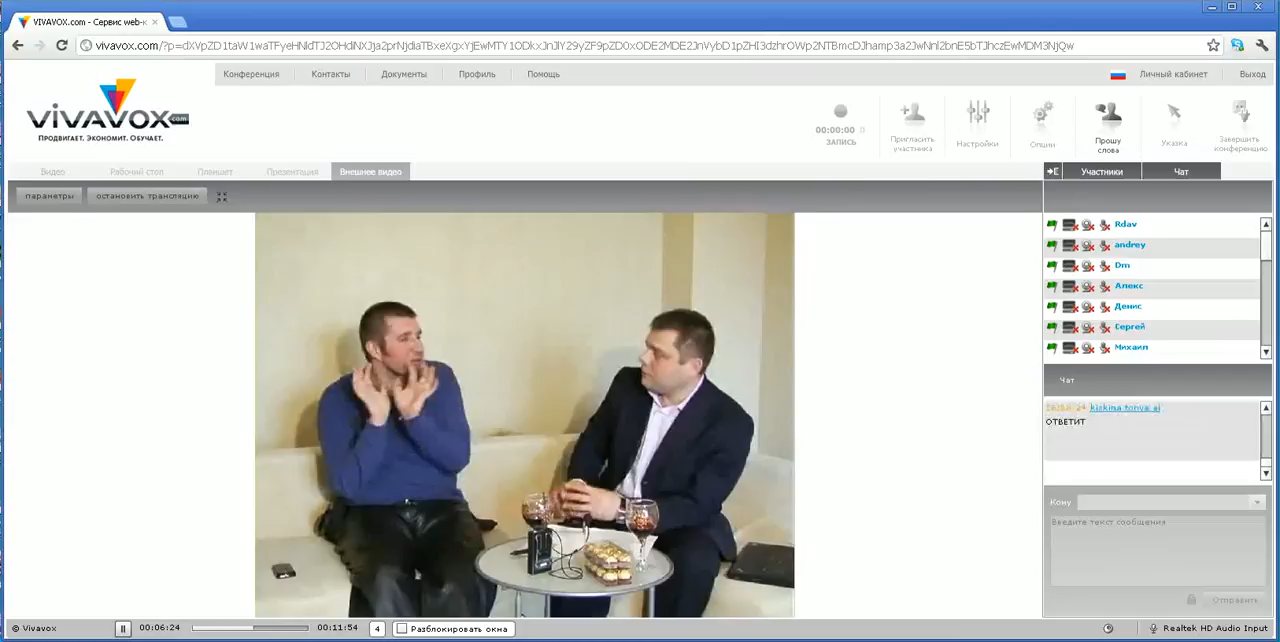 VIVAVOX.com - Сервис web-к
vivavox.com
Конференция
Контакты
Документы
Профиль
Помощь
Личный кабинет
Выход
VIVAVOX.com
ПРОДВИГАЕТ. ЭКОНОМИТ. ОБУЧАЕТ.
00:00:00 0
ЗАПИСЬ
Пригласить
участника
Настройки
Опции
Прошу
слова
Указка
Завершить
конференцию
Видео
Рабочий стол
Плэншет
Презентация
Внешнее видео
Участники
Чат
параметры
остановить трансляцию
Rdav
andrey
Dm
Алекс
Денис
Сергей
Михаил
Чат
ОТВЕТИТ
Кому
Введите текст сообщения
Отправить
© Vivavox
00:06:24
00:11:54
4
Разблокировать окна
Realtek HD Audio Input